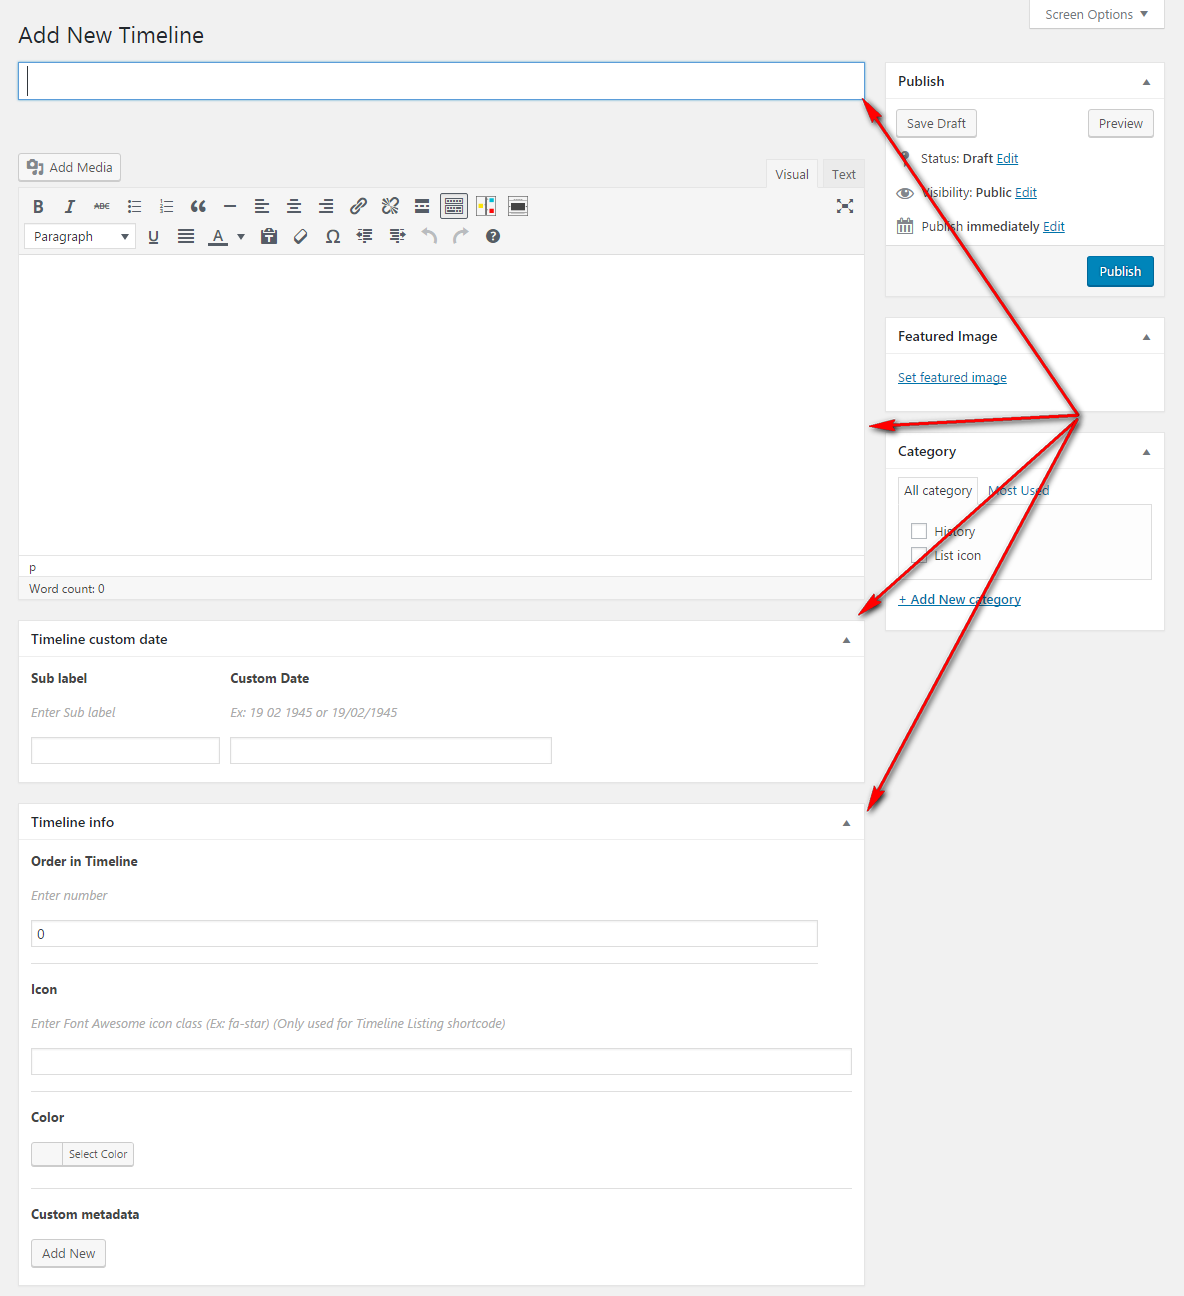 Screen Options
Add New Timeline
Add Media
Visual Text
B I ABC
Paragraph U A T Ω ?
p
Word count: 0
Timeline custom date
Sub label Custom Date
Enter Sub label Ex: 19 02 1945 or 19/02/1945
Timeline info
Order in Timeline
Enter number
0
Icon
Enter Font Awesome icon class (Ex: fa-star) (Only used for Timeline Listing shortcode)
Color
Select Color
Custom metadata
Add New
Publish
Save Draft Preview
Status: Draft Edit
Visibility: Public Edit
Publish immediately Edit
Publish
Featured Image
Set featured image
Category
All category Most Used
History
List icon
+ Add New category